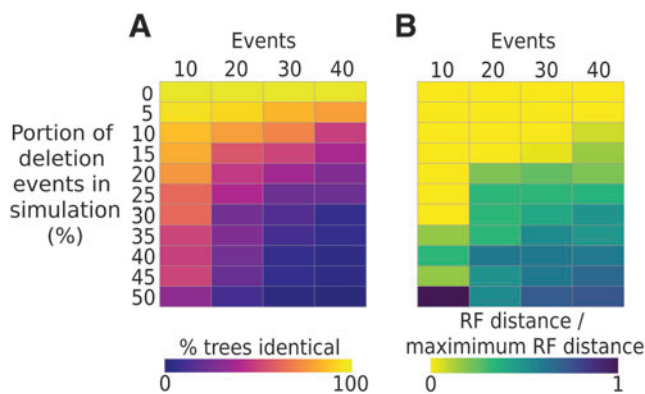 A
Events
10 20 30 40
Portion of
deletion
events in
simulation
(%)
0
5
10
15
20
25
30
35
40
45
50
% trees identical
0 100
B
Events
10 20 30 40
RF distance /
maximimum RF distance
0 1